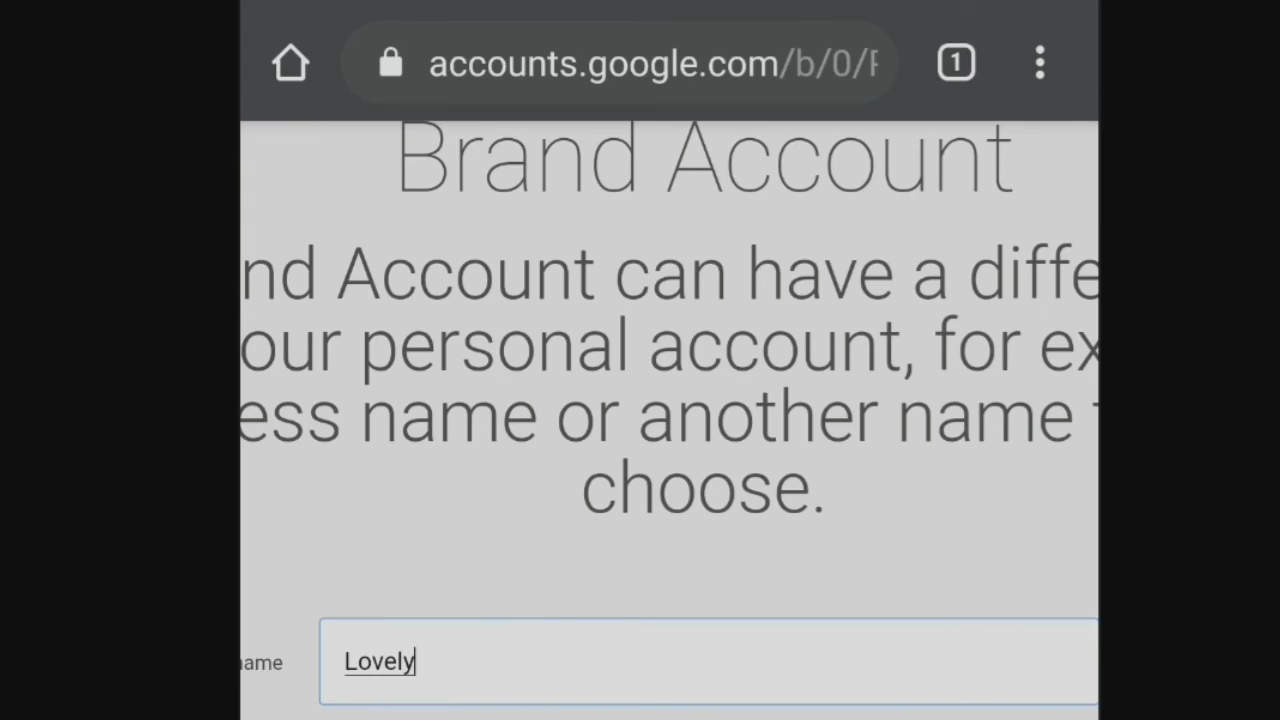 accounts.google.com/b/0/
1
Brand Account
nd Account can have a diffe
our personal account, for ex
ess name or another name
choose.
ame
Lovely